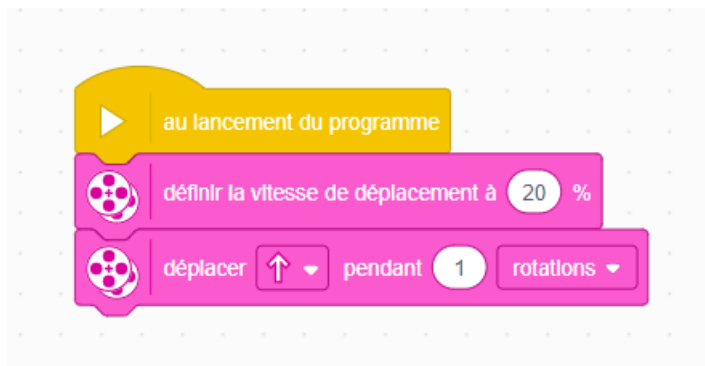 au lancement du programme
définir la vitesse de déplacement à 20 %
déplacer pendant 1 rotations